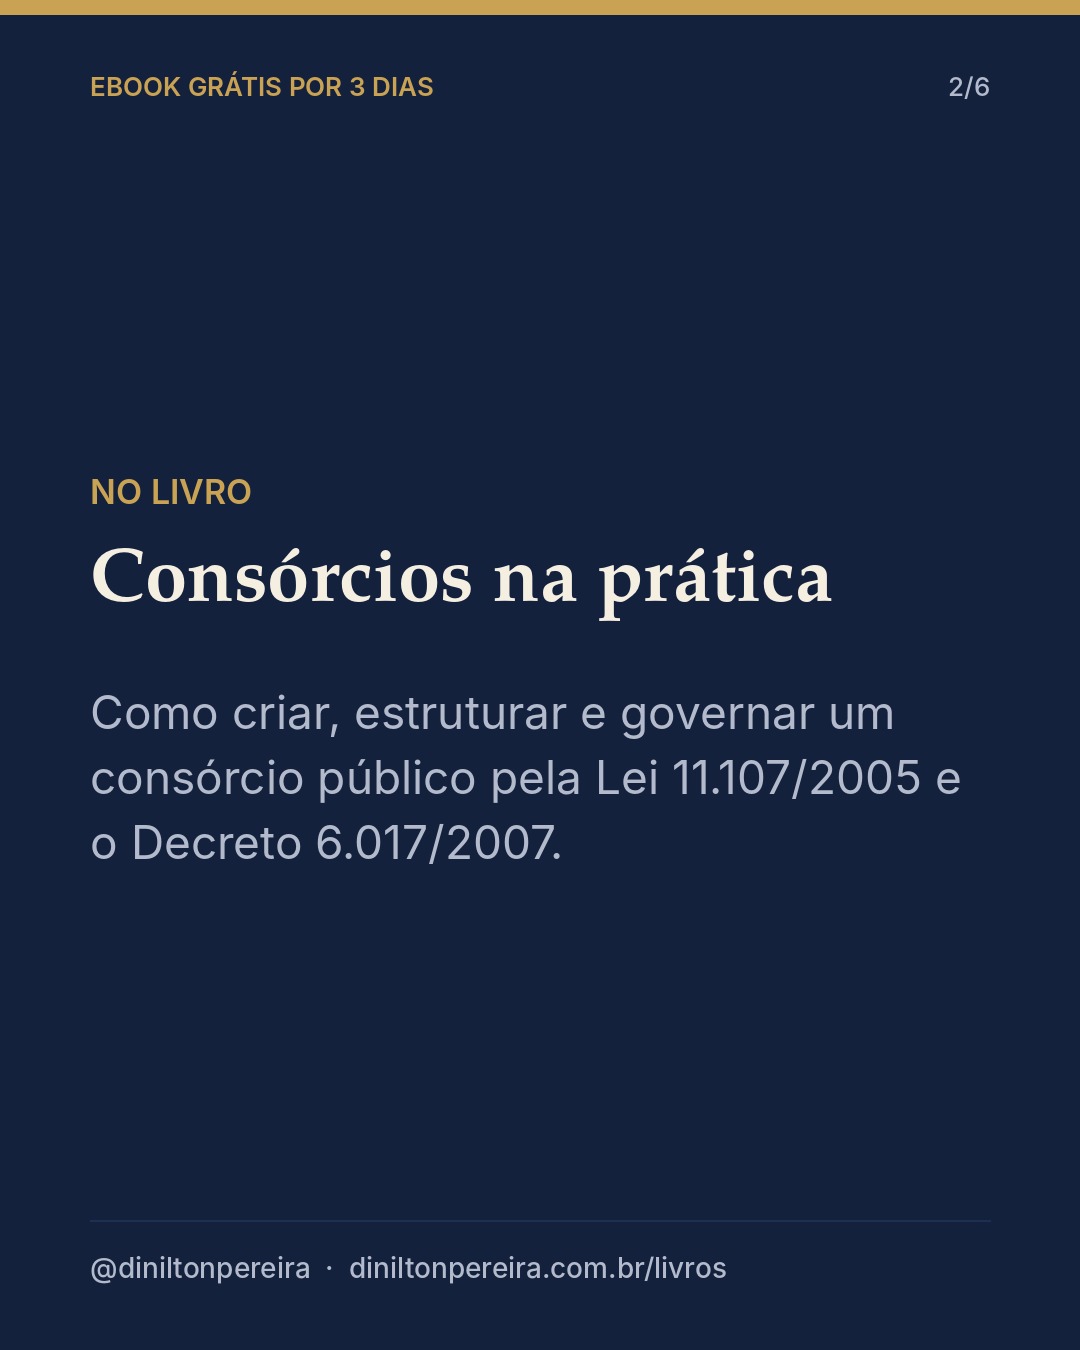 EBOOK GRÁTIS POR 3 DIAS
2/6
NO LIVRO
Consórcios na prática
Como criar, estruturar e governar um
consórcio público pela Lei 11.107/2005 e
o Decreto 6.017/2007.
@diniltonpereira · diniltonpereira.com.br/livros